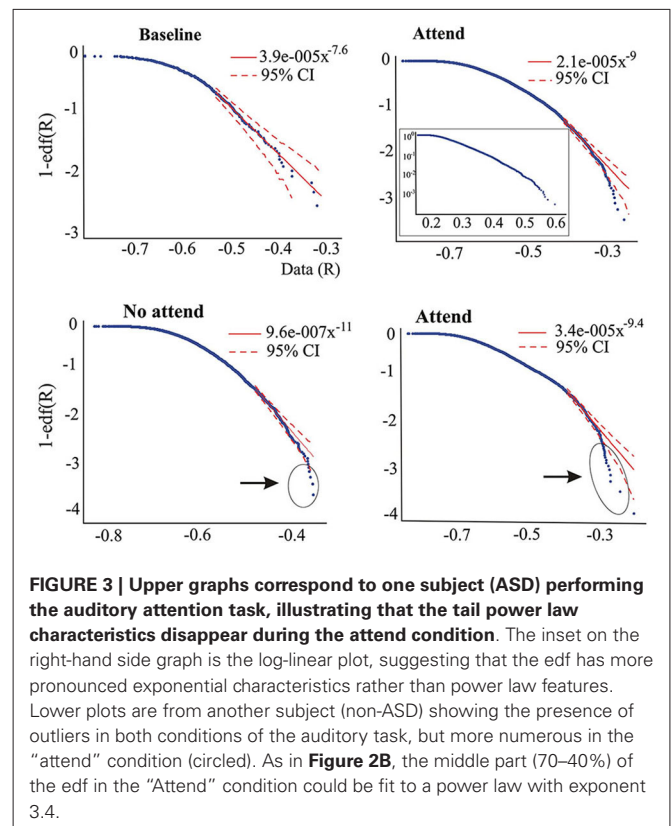 Baseline
0
-1
-2
-3
1-edf(R)
3.9e-005x^-7.6
95% CI
-0.7 -0.6 -0.5 -0.4 -0.3
Data (R)
Attend
0
-1
-2
-3
2.1e-005x^-9
95% CI
10^0
10^-1
10^-2
10^-3
0.2 0.3 0.4 0.5 0.6
-0.7 -0.5 -0.3
No attend
0
-1
-2
-3
-4
1-edf(R)
9.6e-007x^-11
95% CI
-0.8 -0.6 -0.4
Attend
0
-1
-2
-3
-4
3.4e-005x^-9.4
95% CI
-0.7 -0.5 -0.3
FIGURE 3 | Upper graphs correspond to one subject (ASD) performing
the auditory attention task, illustrating that the tail power law
characteristics disappear during the attend condition. The inset on the
right-hand side graph is the log-linear plot, suggesting that the edf has more
pronounced exponential characteristics rather than power law features.
Lower plots are from another subject (non-ASD) showing the presence of
outliers in both conditions of the auditory task, but more numerous in the
“attend” condition (circled). As in Figure 2B, the middle part (70–40%) of
the edf in the “Attend” condition could be fit to a power law with exponent
3.4.